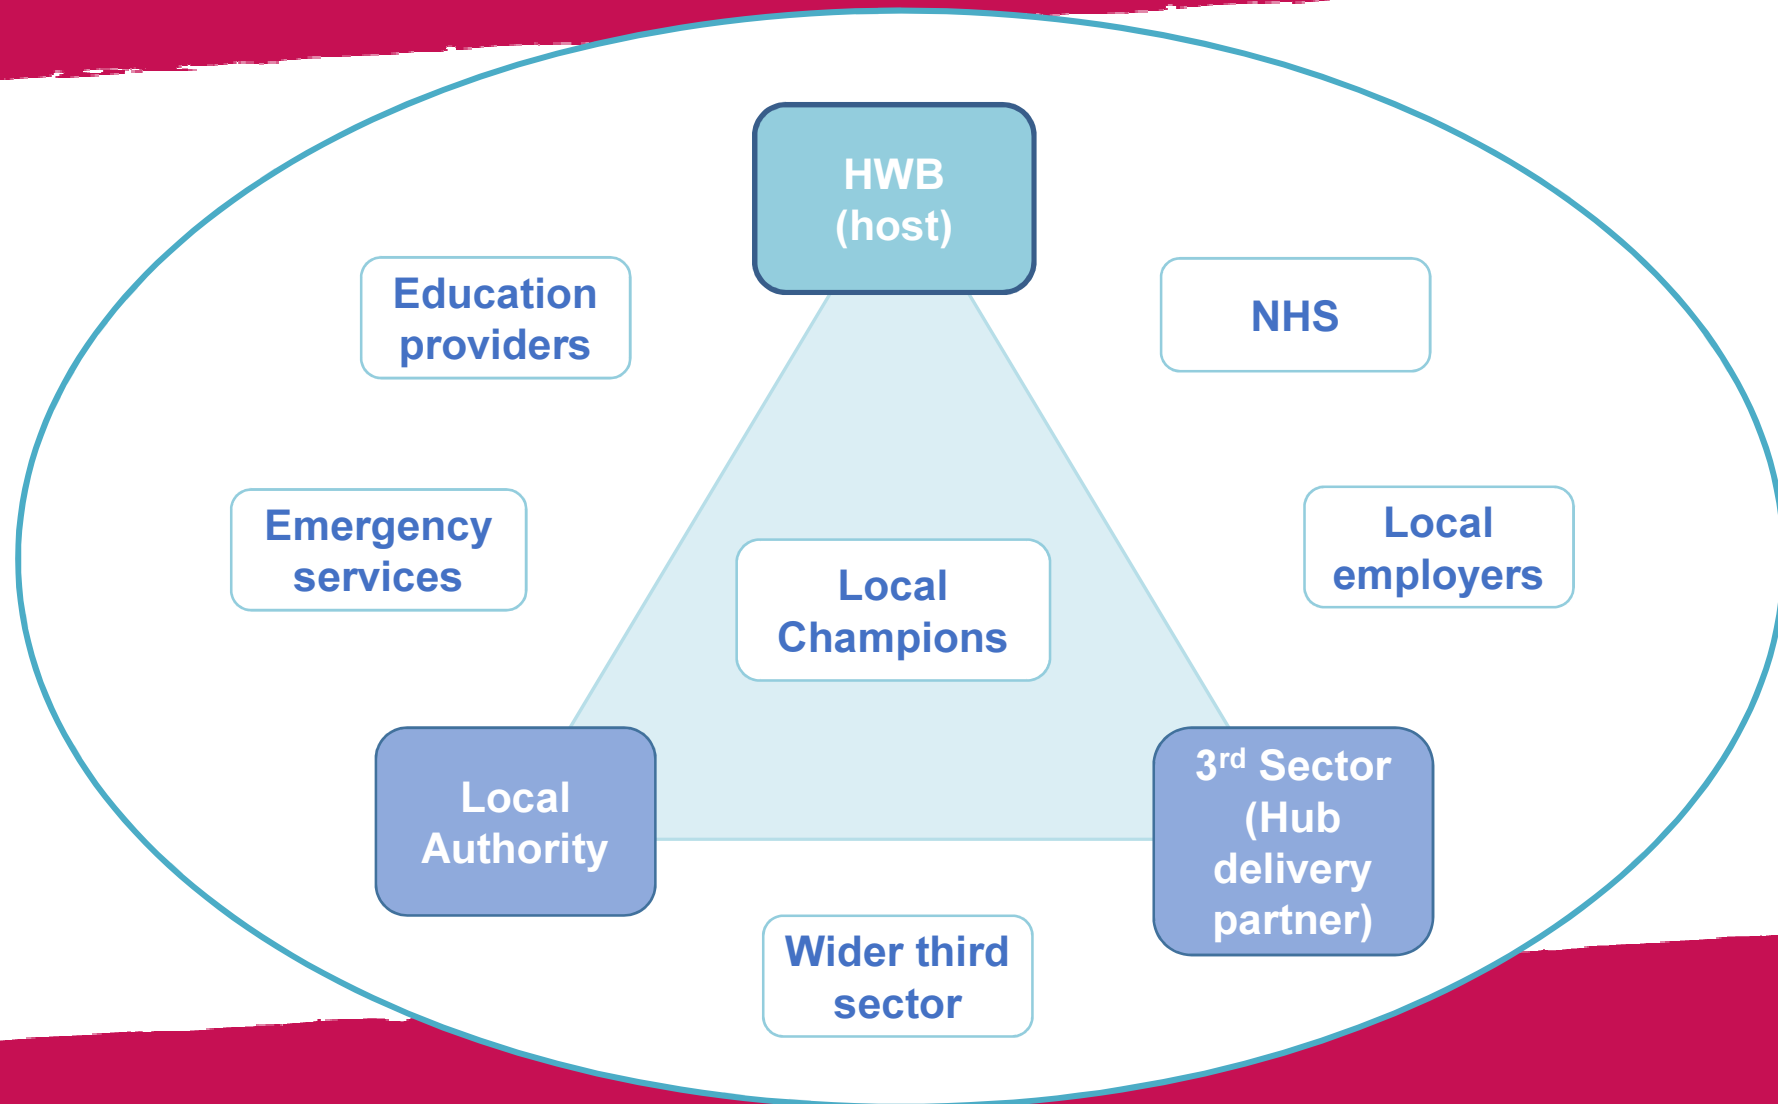 HWB
(host)
Education
providers
NHS
Emergency
services
Local
employers
Local
Champions
Local
Authority
3rd Sector
(Hub
delivery
partner)
Wider third
sector